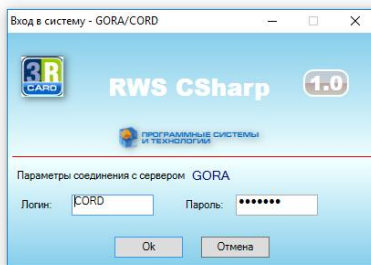 Вход в систему - GORA/CORD
3R
CARD
RWS CSharp
1.0
ПРОГРАММНЫЕ СИСТЕМЫ
И ТЕХНОЛОГИИ
Параметры соединения с сервером GORA
Логин: CORD Пароль: •••••••
Ok Отмена